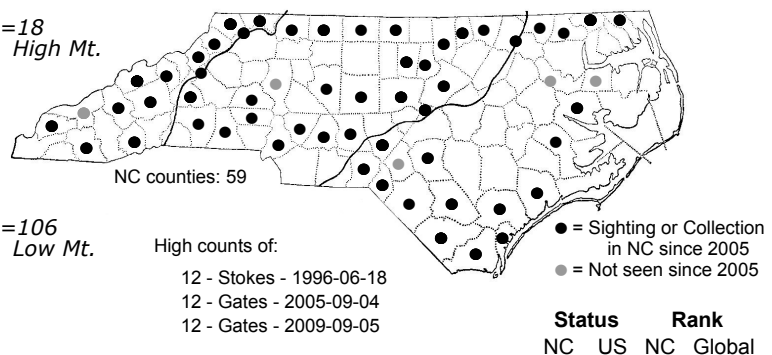 =18
High Mt.
NC counties: 59
=106
Low Mt.
High counts of:
12 - Stokes - 1996-06-18
12 - Gates - 2005-09-04
12 - Gates - 2009-09-05
= Sighting or Collection
in NC since 2005
= Not seen since 2005
Status Rank
NC US NC Global